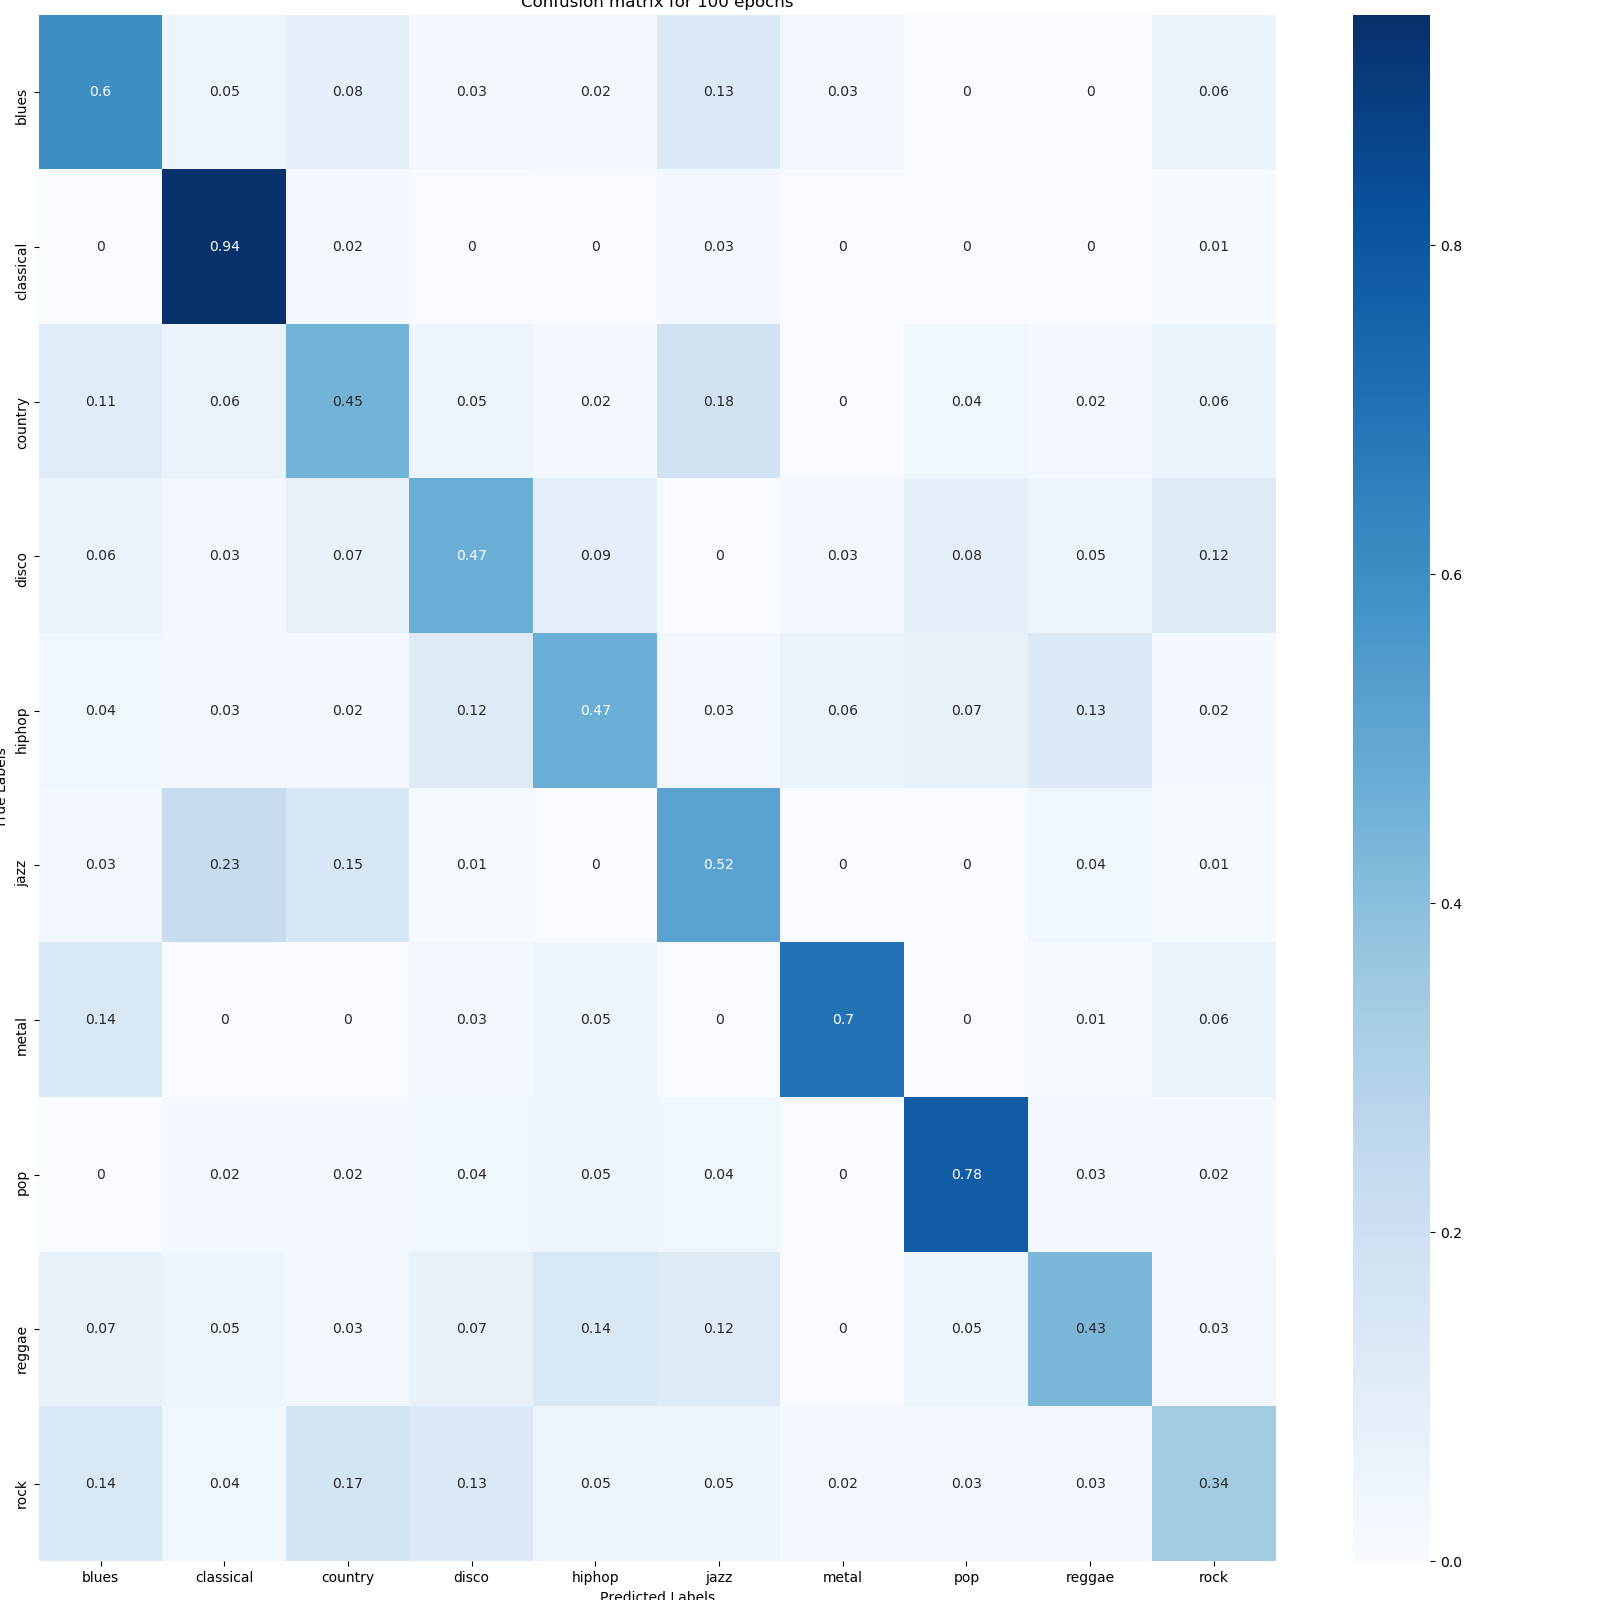 Confusion matrix for 100 epochs
blues 0.6 0.05 0.08 0.03 0.02 0.13 0.03 0 0 0.06
classical 0 0.94 0.02 0 0 0.03 0 0 0 0.01
country 0.11 0.06 0.45 0.05 0.02 0.18 0 0.04 0.02 0.06
disco 0.06 0.03 0.07 0.47 0.09 0 0.03 0.08 0.05 0.12
hiphop 0.04 0.03 0.02 0.12 0.47 0.03 0.06 0.07 0.13 0.02
jazz 0.03 0.23 0.15 0.01 0 0.52 0 0 0.04 0.01
metal 0.14 0 0 0.03 0.05 0 0.7 0 0.01 0.06
pop 0 0.02 0.02 0.04 0.05 0.04 0 0.78 0.03 0.02
reggae 0.07 0.05 0.03 0.07 0.14 0.12 0 0.05 0.43 0.03
rock 0.14 0.04 0.17 0.13 0.05 0.05 0.02 0.03 0.03 0.34
blues classical country disco hiphop jazz metal pop reggae rock
Predicted Labels
True Labels
0.8
0.6
0.4
0.2
0.0